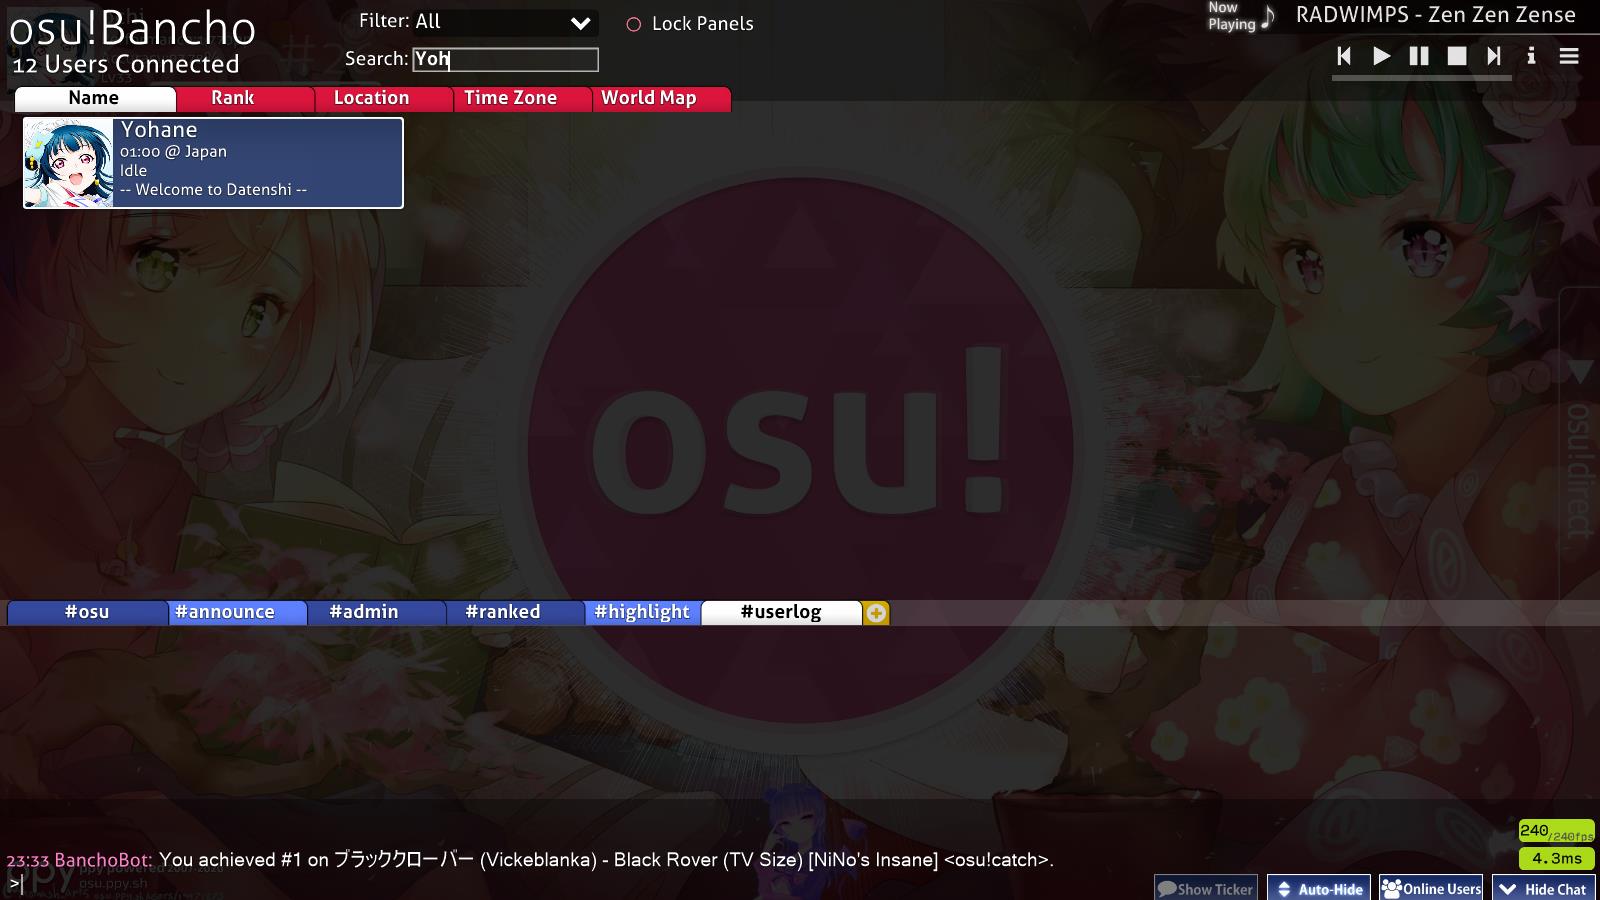 osu!Bancho
12 Users Connected
Filter: All
Lock Panels
Search: Yoh
Now Playing
RADWIMPS - Zen Zen Zense
Name
Rank
Location
Time Zone
World Map
Yohane
01:00 @ Japan
Idle
-- Welcome to Datenshi --
osu!
osu!direct
#osu
#announce
#admin
#ranked
#highlight
#userlog
23:33 BanchoBot: You achieved #1 on ブラッククローバー (Vickeblanka) - Black Rover (TV Size) [NiNo's Insane] <osu!catch>.
ppy powered 2007-2020
osu.ppy.sh
>
240/240fps
4.3ms
Show Ticker
Auto-Hide
Online Users
Hide Chat